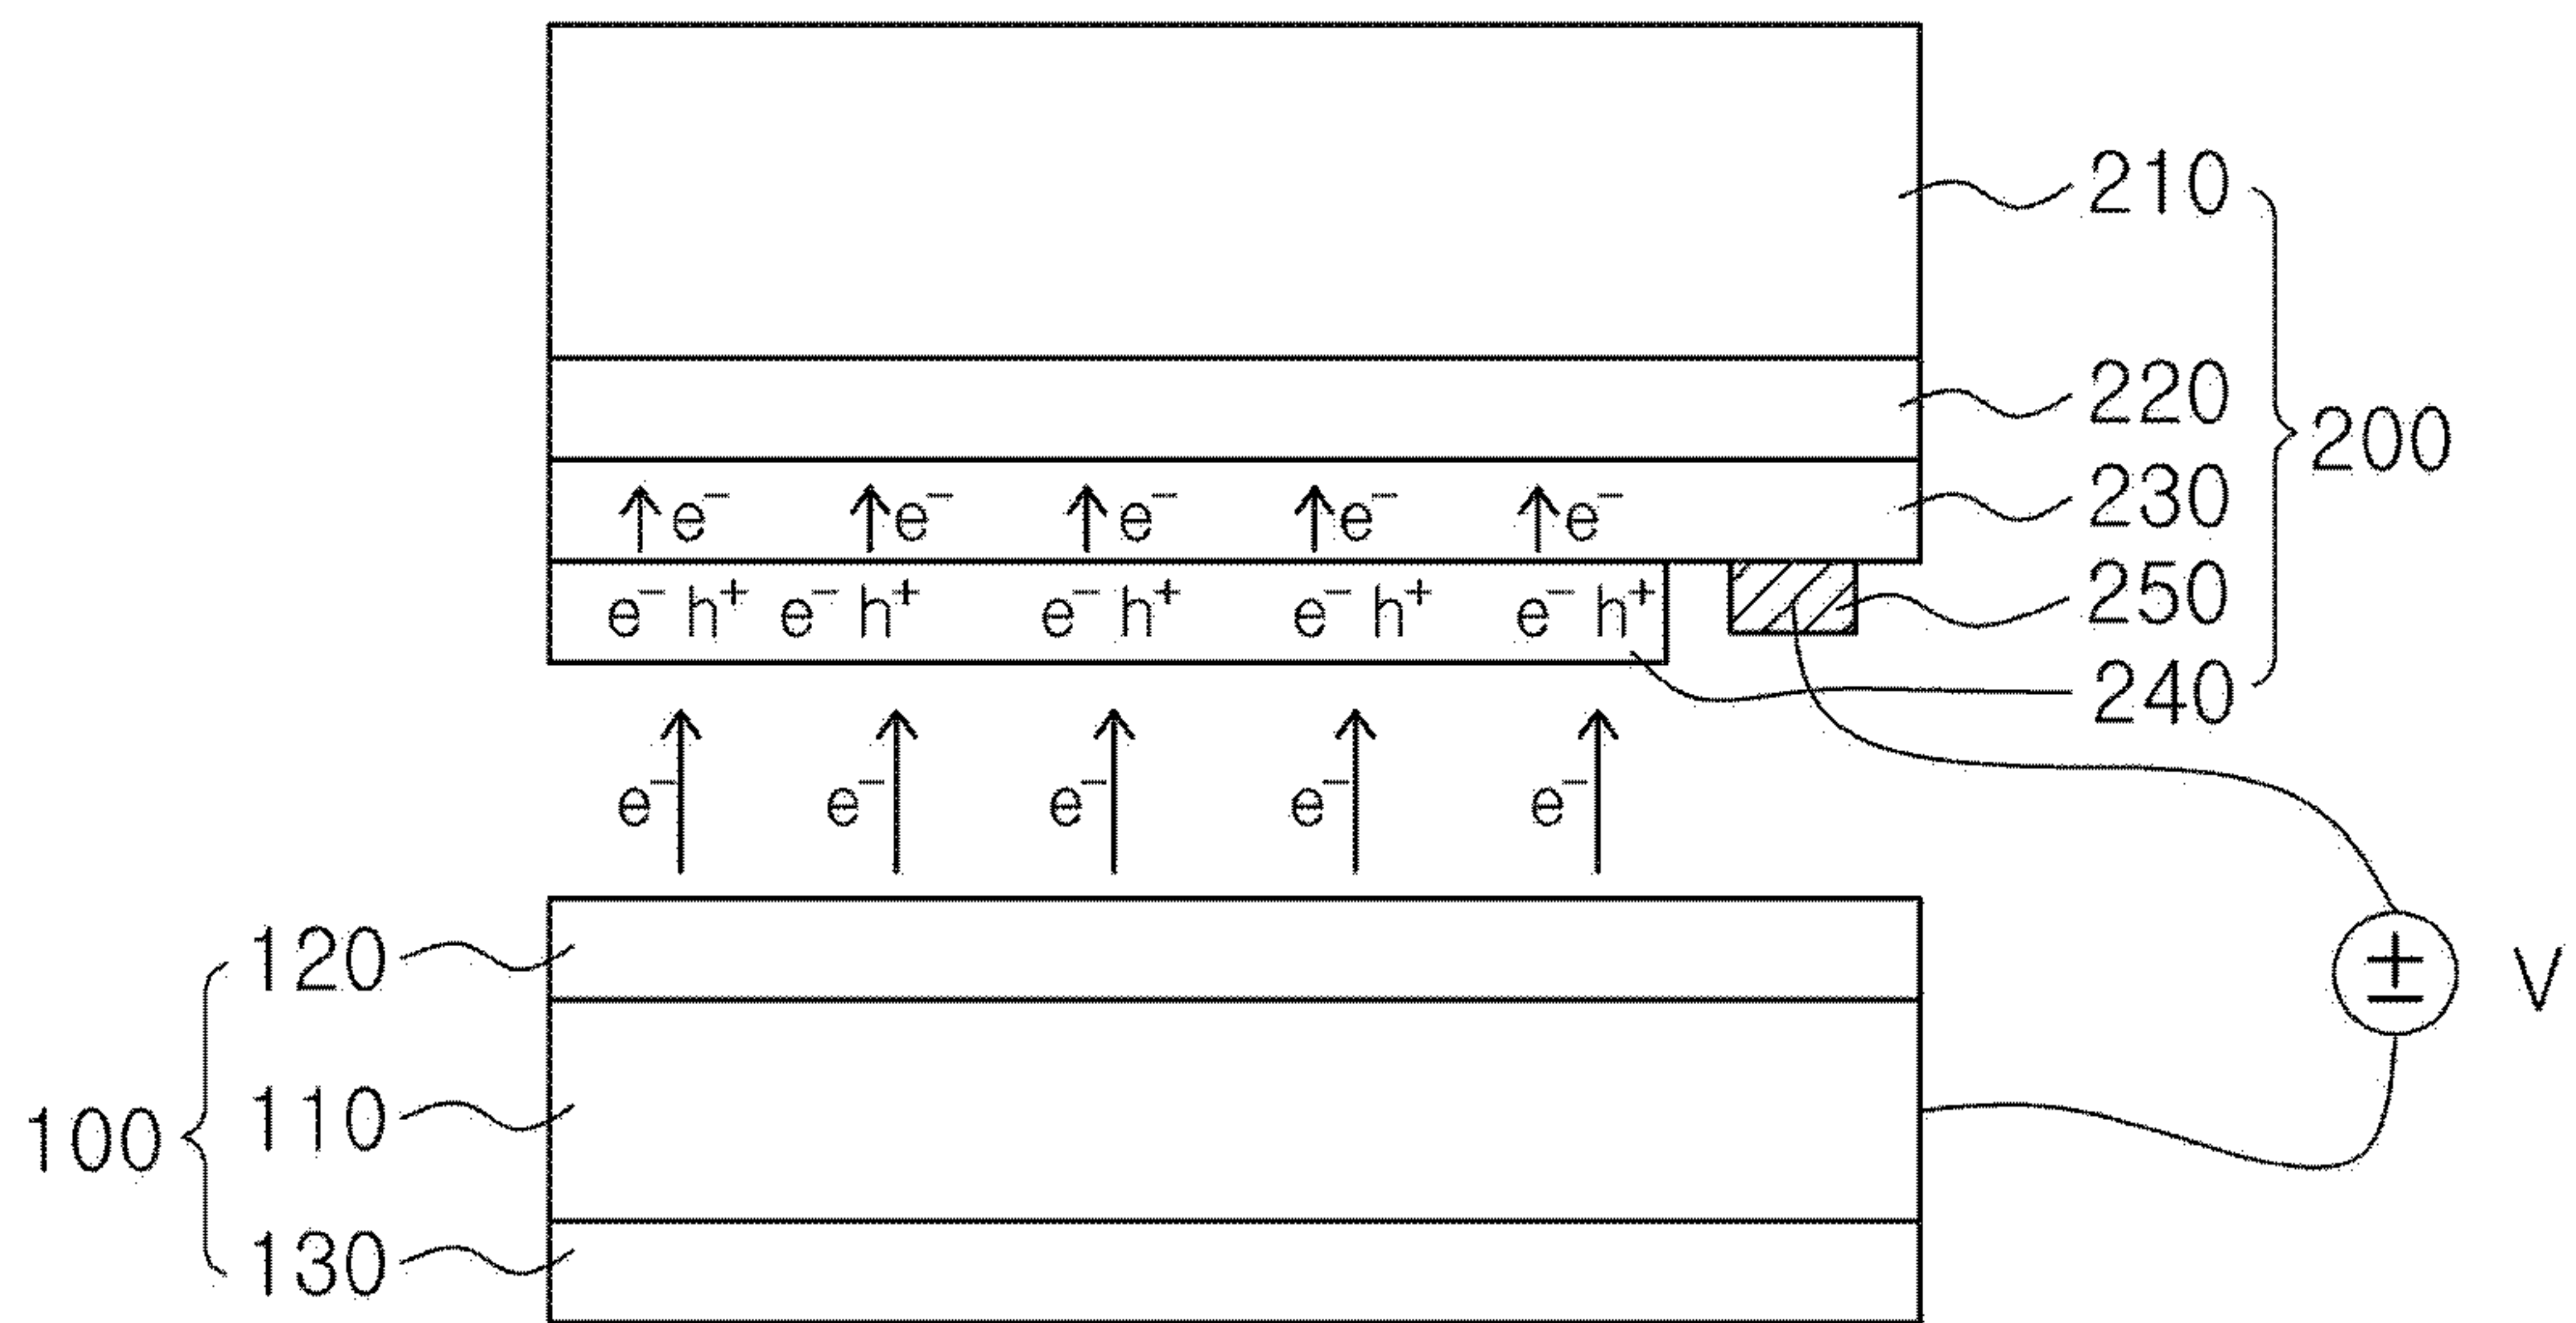 210
220
200
e⁻ e⁻ e⁻ e⁻ e⁻ 230
e⁻ h⁺ e⁻ h⁺ e⁻ h⁺ e⁻ h⁺ e⁻ h⁺ 250
240
e⁻ e⁻ e⁻ e⁻ e⁻
120
± V
110
100
130